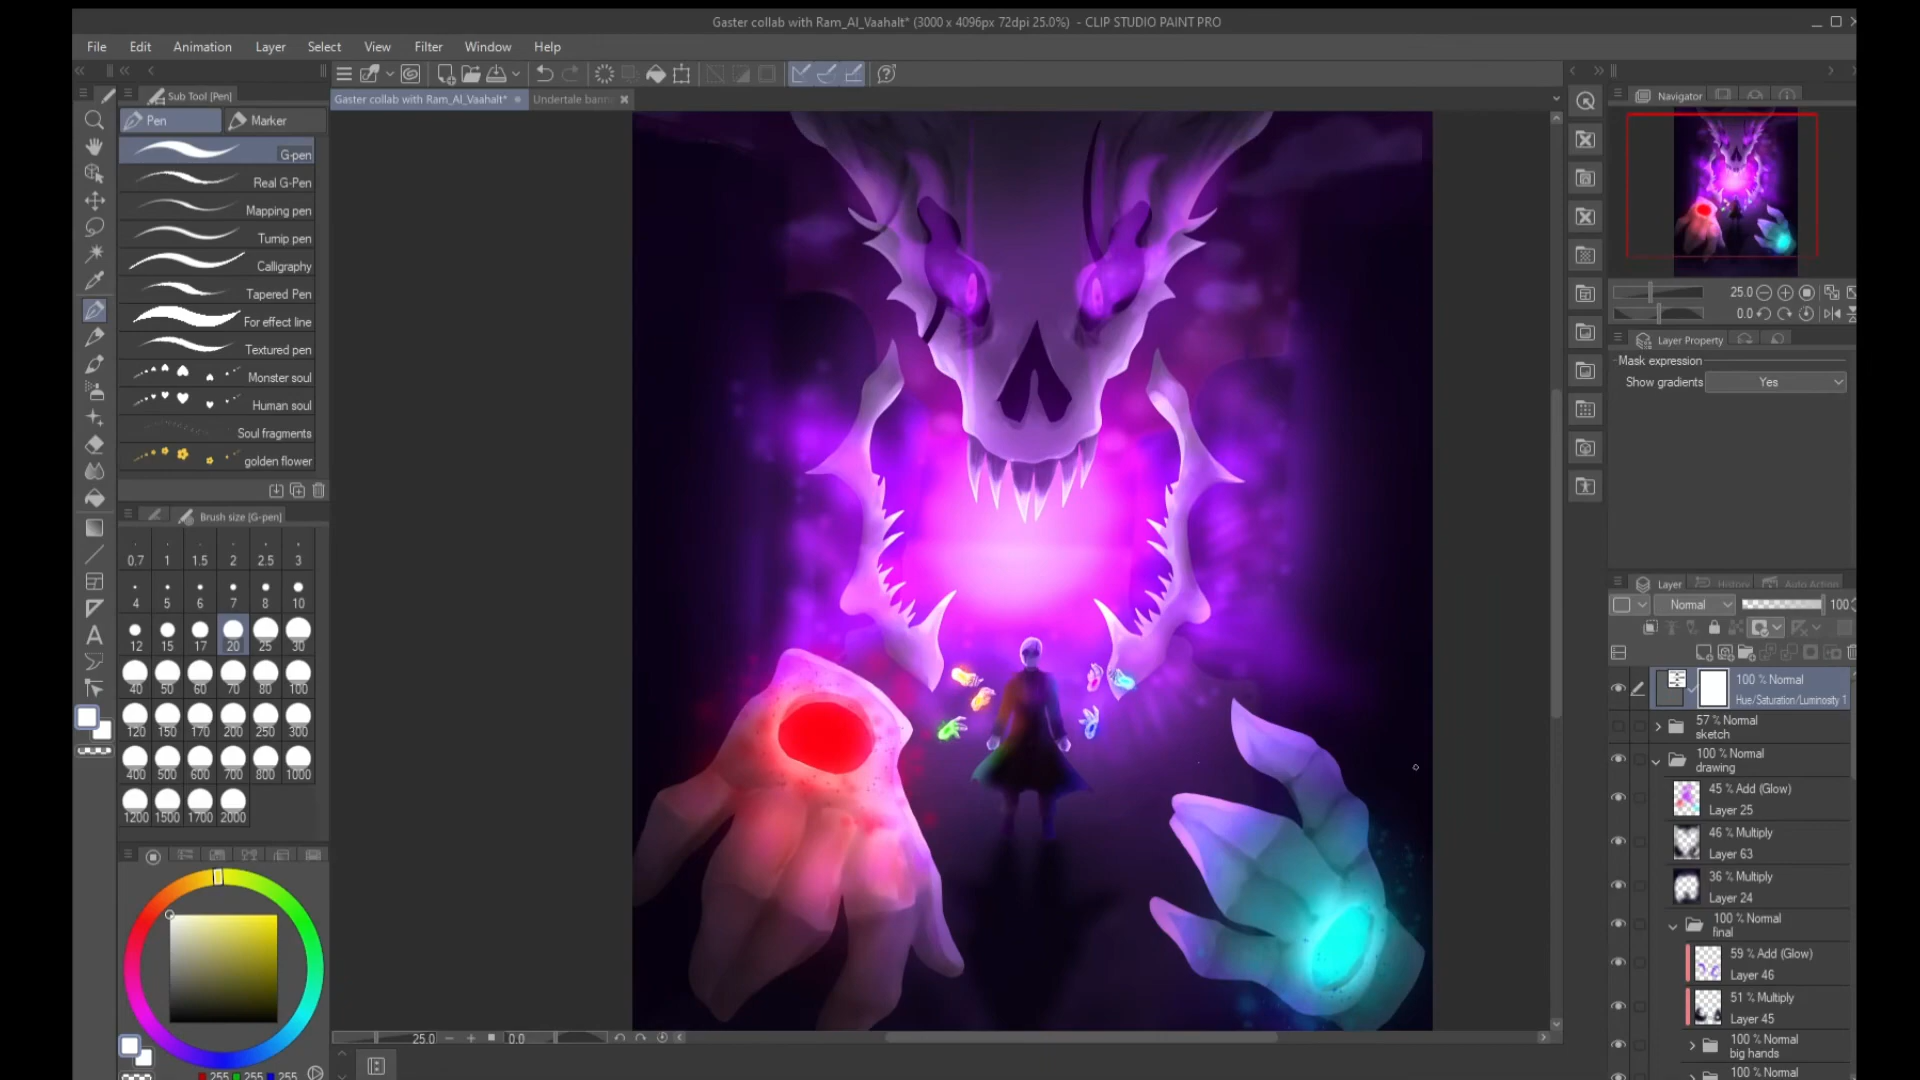 Gaster collab with Ram_Al_Vaahalt* (3000 x 4096px 72dpi 25.0%) - CLIP STUDIO PAINT PRO
File Edit Animation Layer Select View Filter Window Help
Sub Tool [Pen]
Gaster collab with Ram_Al_Vaahalt*
Undertale bann
Navigator
Pen
Marker
G-pen
Real G-Pen
Mapping pen
Turnip pen
Calligraphy
Tapered Pen
For effect line
Textured pen
Monster soul
Human soul
Soul fragments
golden flower
25.0
0.0
Layer Property
Mask expression
Show gradients Yes
Brush size [G-pen]
0.7 1 1.5 2 2.5 3
4 5 6 7 8 10
12 15 17 20 25 30
40 50 60 70 80 100
120 150 170 200 250 300
400 500 600 700 800 1000
1200 1500 1700 2000
Layer History Auto Action
Normal 100
100 % Normal
Hue/Saturation/Luminosity 1
57 % Normal
sketch
100 % Normal
drawing
45 % Add (Glow)
Layer 25
46 % Multiply
Layer 63
36 % Multiply
Layer 24
100 % Normal
final
59 % Add (Glow)
Layer 46
51 % Multiply
Layer 45
100 % Normal
big hands
100 % Normal
25.0 0.0
255 255 255